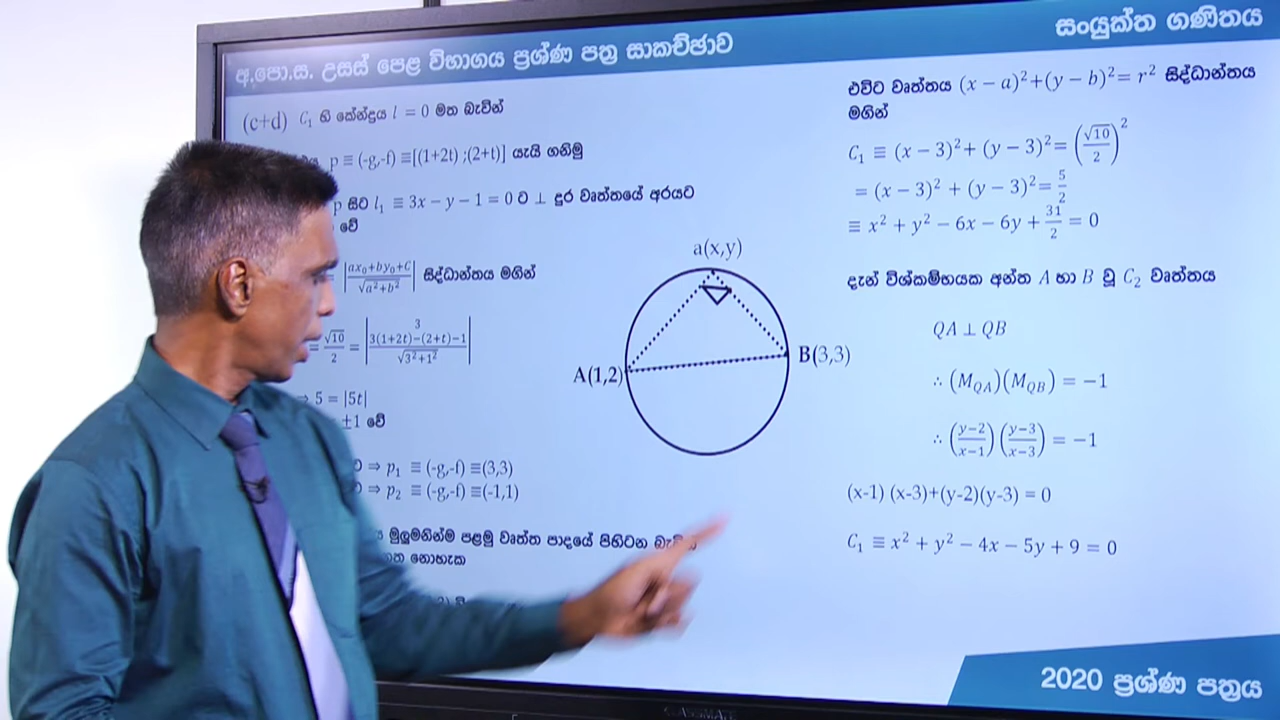 අ.පො.ස. උසස් පෙළ විභාගය ප්‍රශ්ණ පත්‍ර සාකච්ඡාව
සංයුක්ත ගණිතය
(c+d) C₁ හි කේන්ද්‍රය l = 0 මත බැවින්
p ≡ (-g,-f) ≡[(1+2t) ;(2+t)] යැයි ගනිමු
p සිට l₁ ≡ 3x − y − 1 = 0 ට ⊥ දුර වෘත්තයේ අරයට
වේ
= |(ax₀+by₀+C)/√(a²+b²)| සිද්ධාන්තය මගින්
= √10/2 = |3 (3(1+2t)−(2+t)−1)/√(3²+1²)|
⇒ 5 = |5t|
±1 වේ
⇒ p₁ ≡ (-g,-f) ≡(3,3)
⇒ p₂ ≡ (-g,-f) ≡(-1,1)
මුලුමනින්ම පළමු වෘත්ත පාදයේ පිහිටන
නොහැක
a(x,y)
A(1,2)
B(3,3)
එවිට වෘත්තය (x − a)²+(y − b)²= r² සිද්ධාන්තය
මගින්
C₁ ≡ (x − 3)²+ (y − 3)²= (√10/2)²
= (x − 3)² + (y − 3)²= 5/2
≡ x² + y² − 6x − 6y + 31/2 = 0
දැන් විශ්කම්භයක අන්ත A හා B වූ C₂ වෘත්තය
QA ⊥ QB
∴ (M_QA)(M_QB) = −1
∴ ((y−2)/(x−1)) ((y−3)/(x−3)) = −1
(x-1) (x-3)+(y-2)(y-3) = 0
C₁ ≡ x² + y² − 4x − 5y + 9 = 0
2020 ප්‍රශ්ණ පත්‍රය